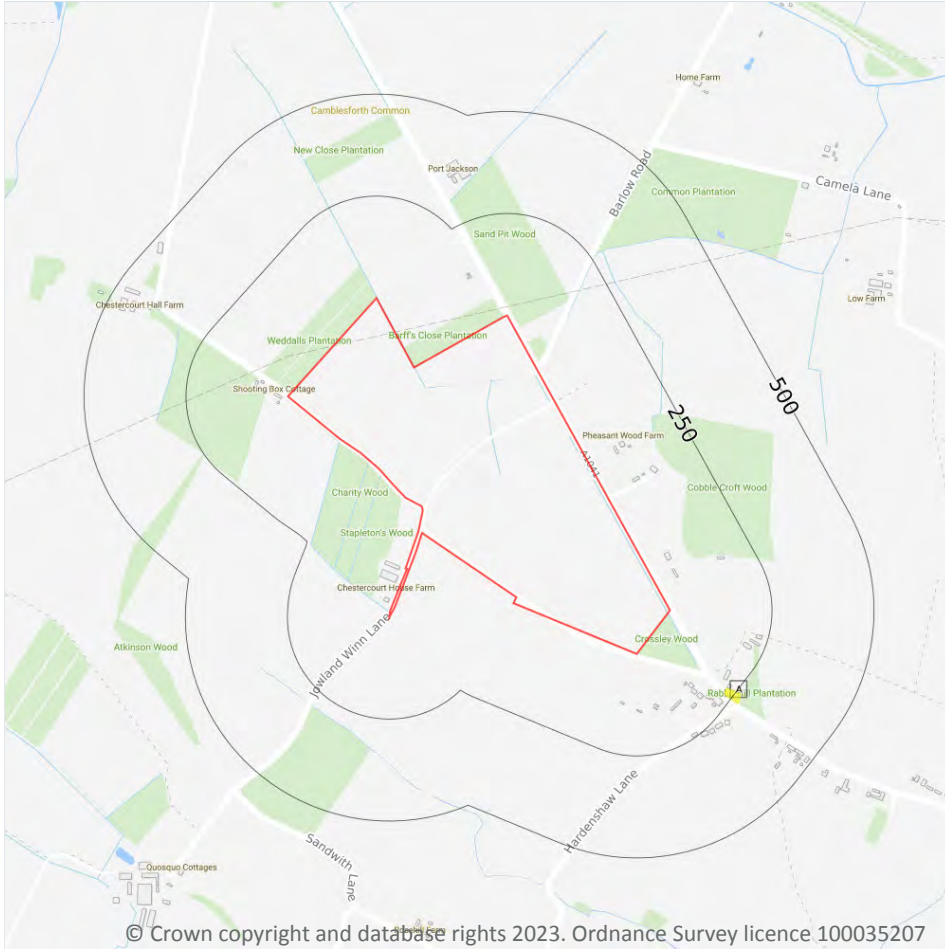 Home Farm
Camblesforth Common
New Close Plantation
Port Jackson
Barlow Road
Camela Lane
Common Plantation
Sand Pit Wood
Chestercourt Hall Farm
Low Farm
Weddalls Plantation
Barff's Close Plantation
500
Shooting Box Cottage
250
Pheasant Wood Farm
A1041
Charity Wood
Cobble Croft Wood
Stapleton's Wood
Chestercourt House Farm
Jowland Winn Lane
Crossley Wood
Atkinson Wood
A
Plantation
Hardenshaw Lane
Sandwith Lane
Quosquo Cottages
© Crown copyright and database rights 2023. Ordnance Survey licence 100035207